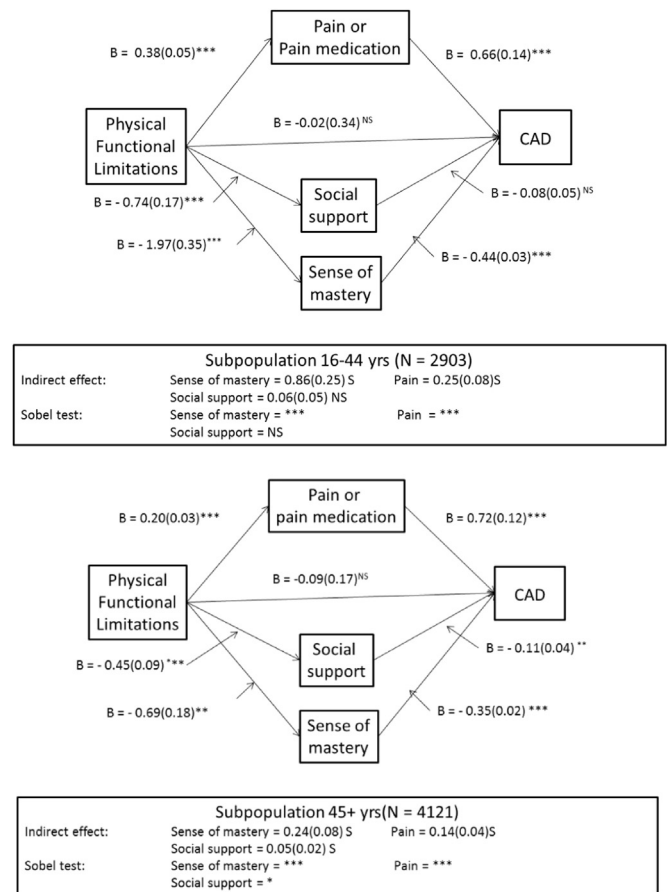 Pain or
Pain medication
B = 0.38(0.05)***
B = 0.66(0.14)***
B = -0.02(0.34) NS
Physical
Functional
Limitations
CAD
Social
support
B = - 0.74(0.17)***
B = - 0.08(0.05) NS
B = - 1.97(0.35)***
B = - 0.44(0.03)***
Sense of
mastery
Subpopulation 16-44 yrs (N = 2903)
Indirect effect: Sense of mastery = 0.86(0.25) S Pain = 0.25(0.08)S
Social support = 0.06(0.05) NS
Sobel test: Sense of mastery = *** Pain = ***
Social support = NS
Pain or
pain medication
B = 0.20(0.03)***
B = 0.72(0.12)***
B = -0.09(0.17)NS
Physical
Functional
Limitations
CAD
Social
support
B = - 0.45(0.09) ***
B = - 0.11(0.04) **
B = - 0.69(0.18)**
B = - 0.35(0.02) ***
Sense of
mastery
Subpopulation 45+ yrs(N = 4121)
Indirect effect: Sense of mastery = 0.24(0.08) S Pain = 0.14(0.04)S
Social support = 0.05(0.02) S
Sobel test: Sense of mastery = *** Pain = ***
Social support = *